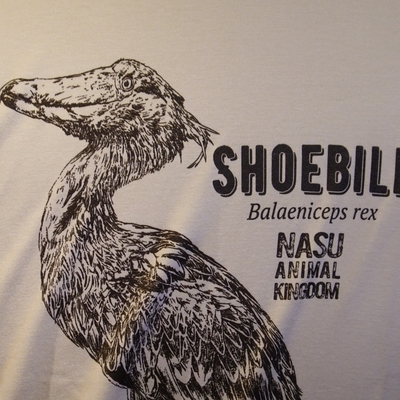 SHOEBILL
Balaeniceps rex
NASU
ANIMAL
KINGDOM